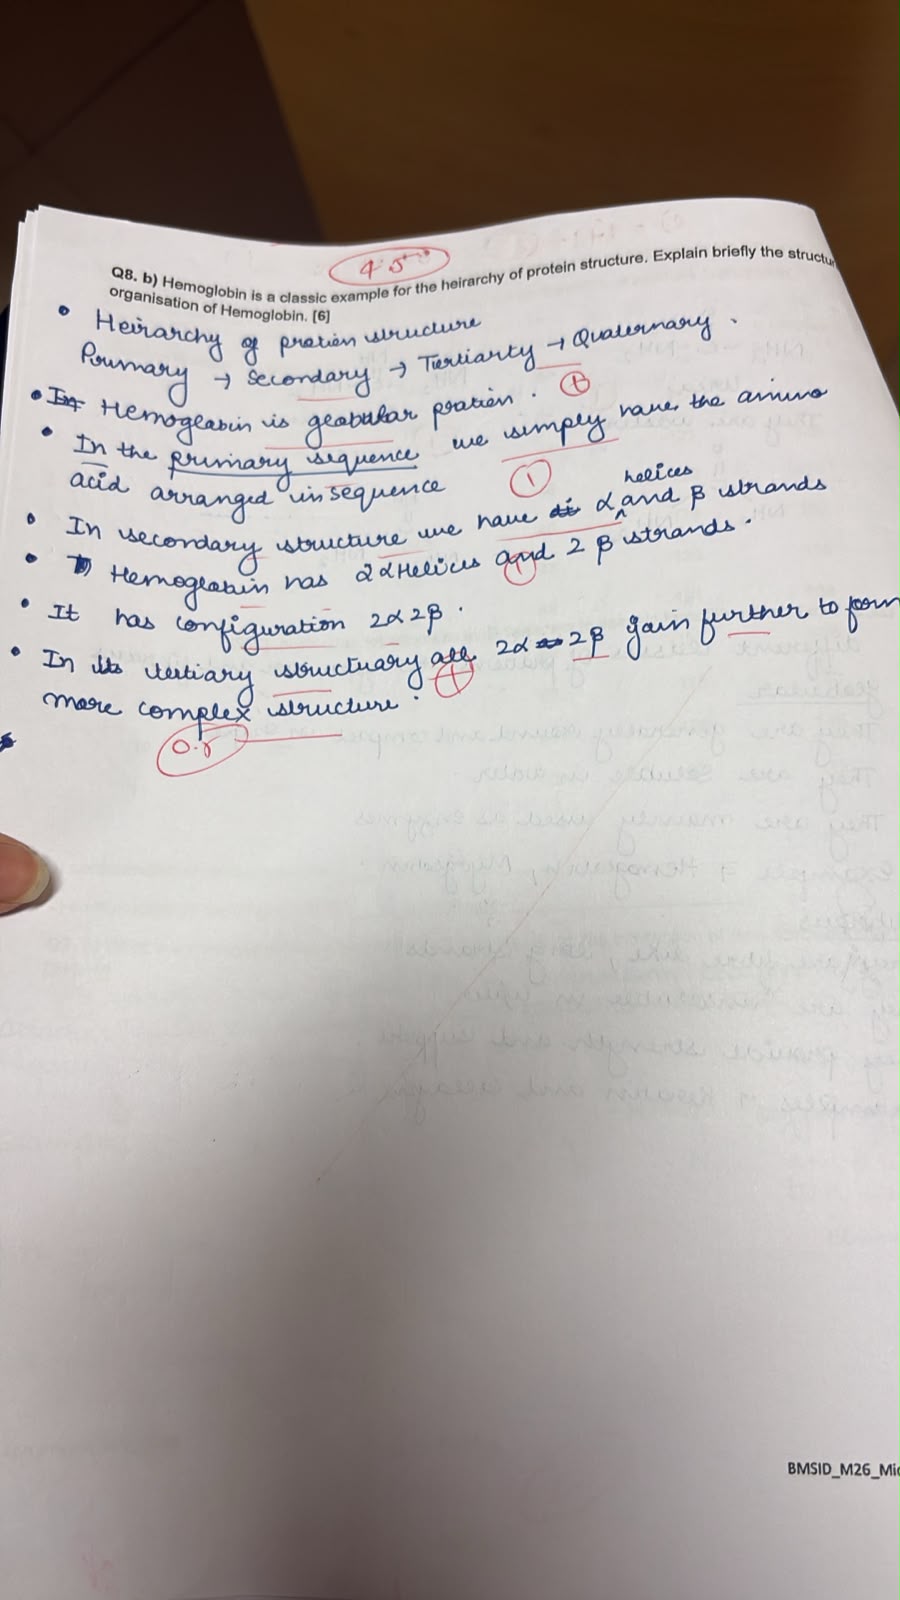 4.5
Q8. b) Hemoglobin is a classic example for the heirarchy of protein structure. Explain briefly the structu
organisation of Hemoglobin. [6]
• Heirarchy of protien structure
Primary → Secondary → Tertiarty → Quaternary.
• Hemoglobin is globular protien.
• In the primary sequence we simply have the amino
1
acid arranged in sequence
helices
• In secondary structure we have α and β strands
• Hemoglobin has 2 α Helices and 2 β strands.
• It has configuration 2α 2β.
• In its tertiary structuary all 2α 2β gain further to form
more complex structure.
0.5
BMSID_M26_Mic